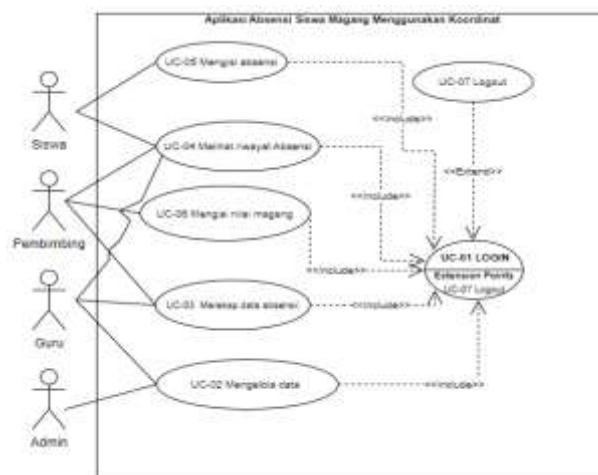 Aplikasi Absensi Siswa Magang Menggunakan Koordinat
UC-05 Mengisi absensi
UC-07 Logout
<<Include>>
Siswa
UC-04 Melihat riwayat Absensi
<<Extend>>
<<Include>>
UC-06 Mengisi nilai magang
Pembimbing
UC-01 LOGIN
Extension Points
UC-07 Logout
<<Include>>
UC-03 Merekap data absensi
<<Include>>
Guru
UC-02 Mengelola data
<<Include>>
Admin